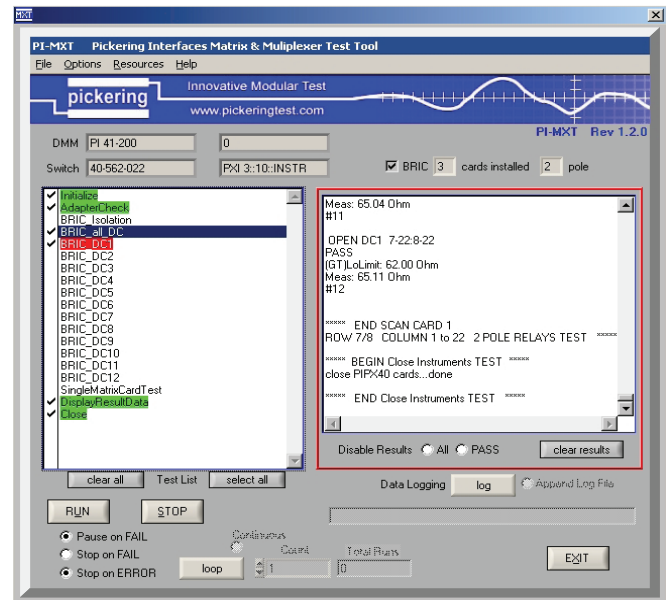 MXT
PI-MXT Pickering Interfaces Matrix & Muliplexer Test Tool
File Options Resources Help
pickering
Innovative Modular Test
www.pickeringtest.com
PI-MXT Rev 1.2.0
DMM PI 41-200 0
Switch 40-562-022 PXI 3::10::INSTR
BRIC 3 cards installed 2 pole
Initialize
AdapterCheck
BRIC_Isolation
BRIC_all_DC
BRIC_DC1
BRIC_DC2
BRIC_DC3
BRIC_DC4
BRIC_DC5
BRIC_DC6
BRIC_DC7
BRIC_DC8
BRIC_DC9
BRIC_DC10
BRIC_DC11
BRIC_DC12
SingleMatrixCardTest
DisplayResultData
Close
Meas: 65.04 Ohm
#11
OPEN DC1 7-22:8-22
PASS
(GT)LoLimit: 62.00 Ohm
Meas: 65.11 Ohm
#12
***** END SCAN CARD 1
ROW 7/8 COLUMN 1 to 22 2 POLE RELAYS TEST *****
***** BEGIN Close Instruments TEST *****
close PIPX40 cards...done
***** END Close Instruments TEST *****
Disable Results All PASS clear results
clear all Test List select all
Data Logging log Append Log File
RUN STOP
Pause on FAIL
Stop on FAIL
Stop on ERROR
Continuous
loop
Count
1
Total Runs
0
EXIT